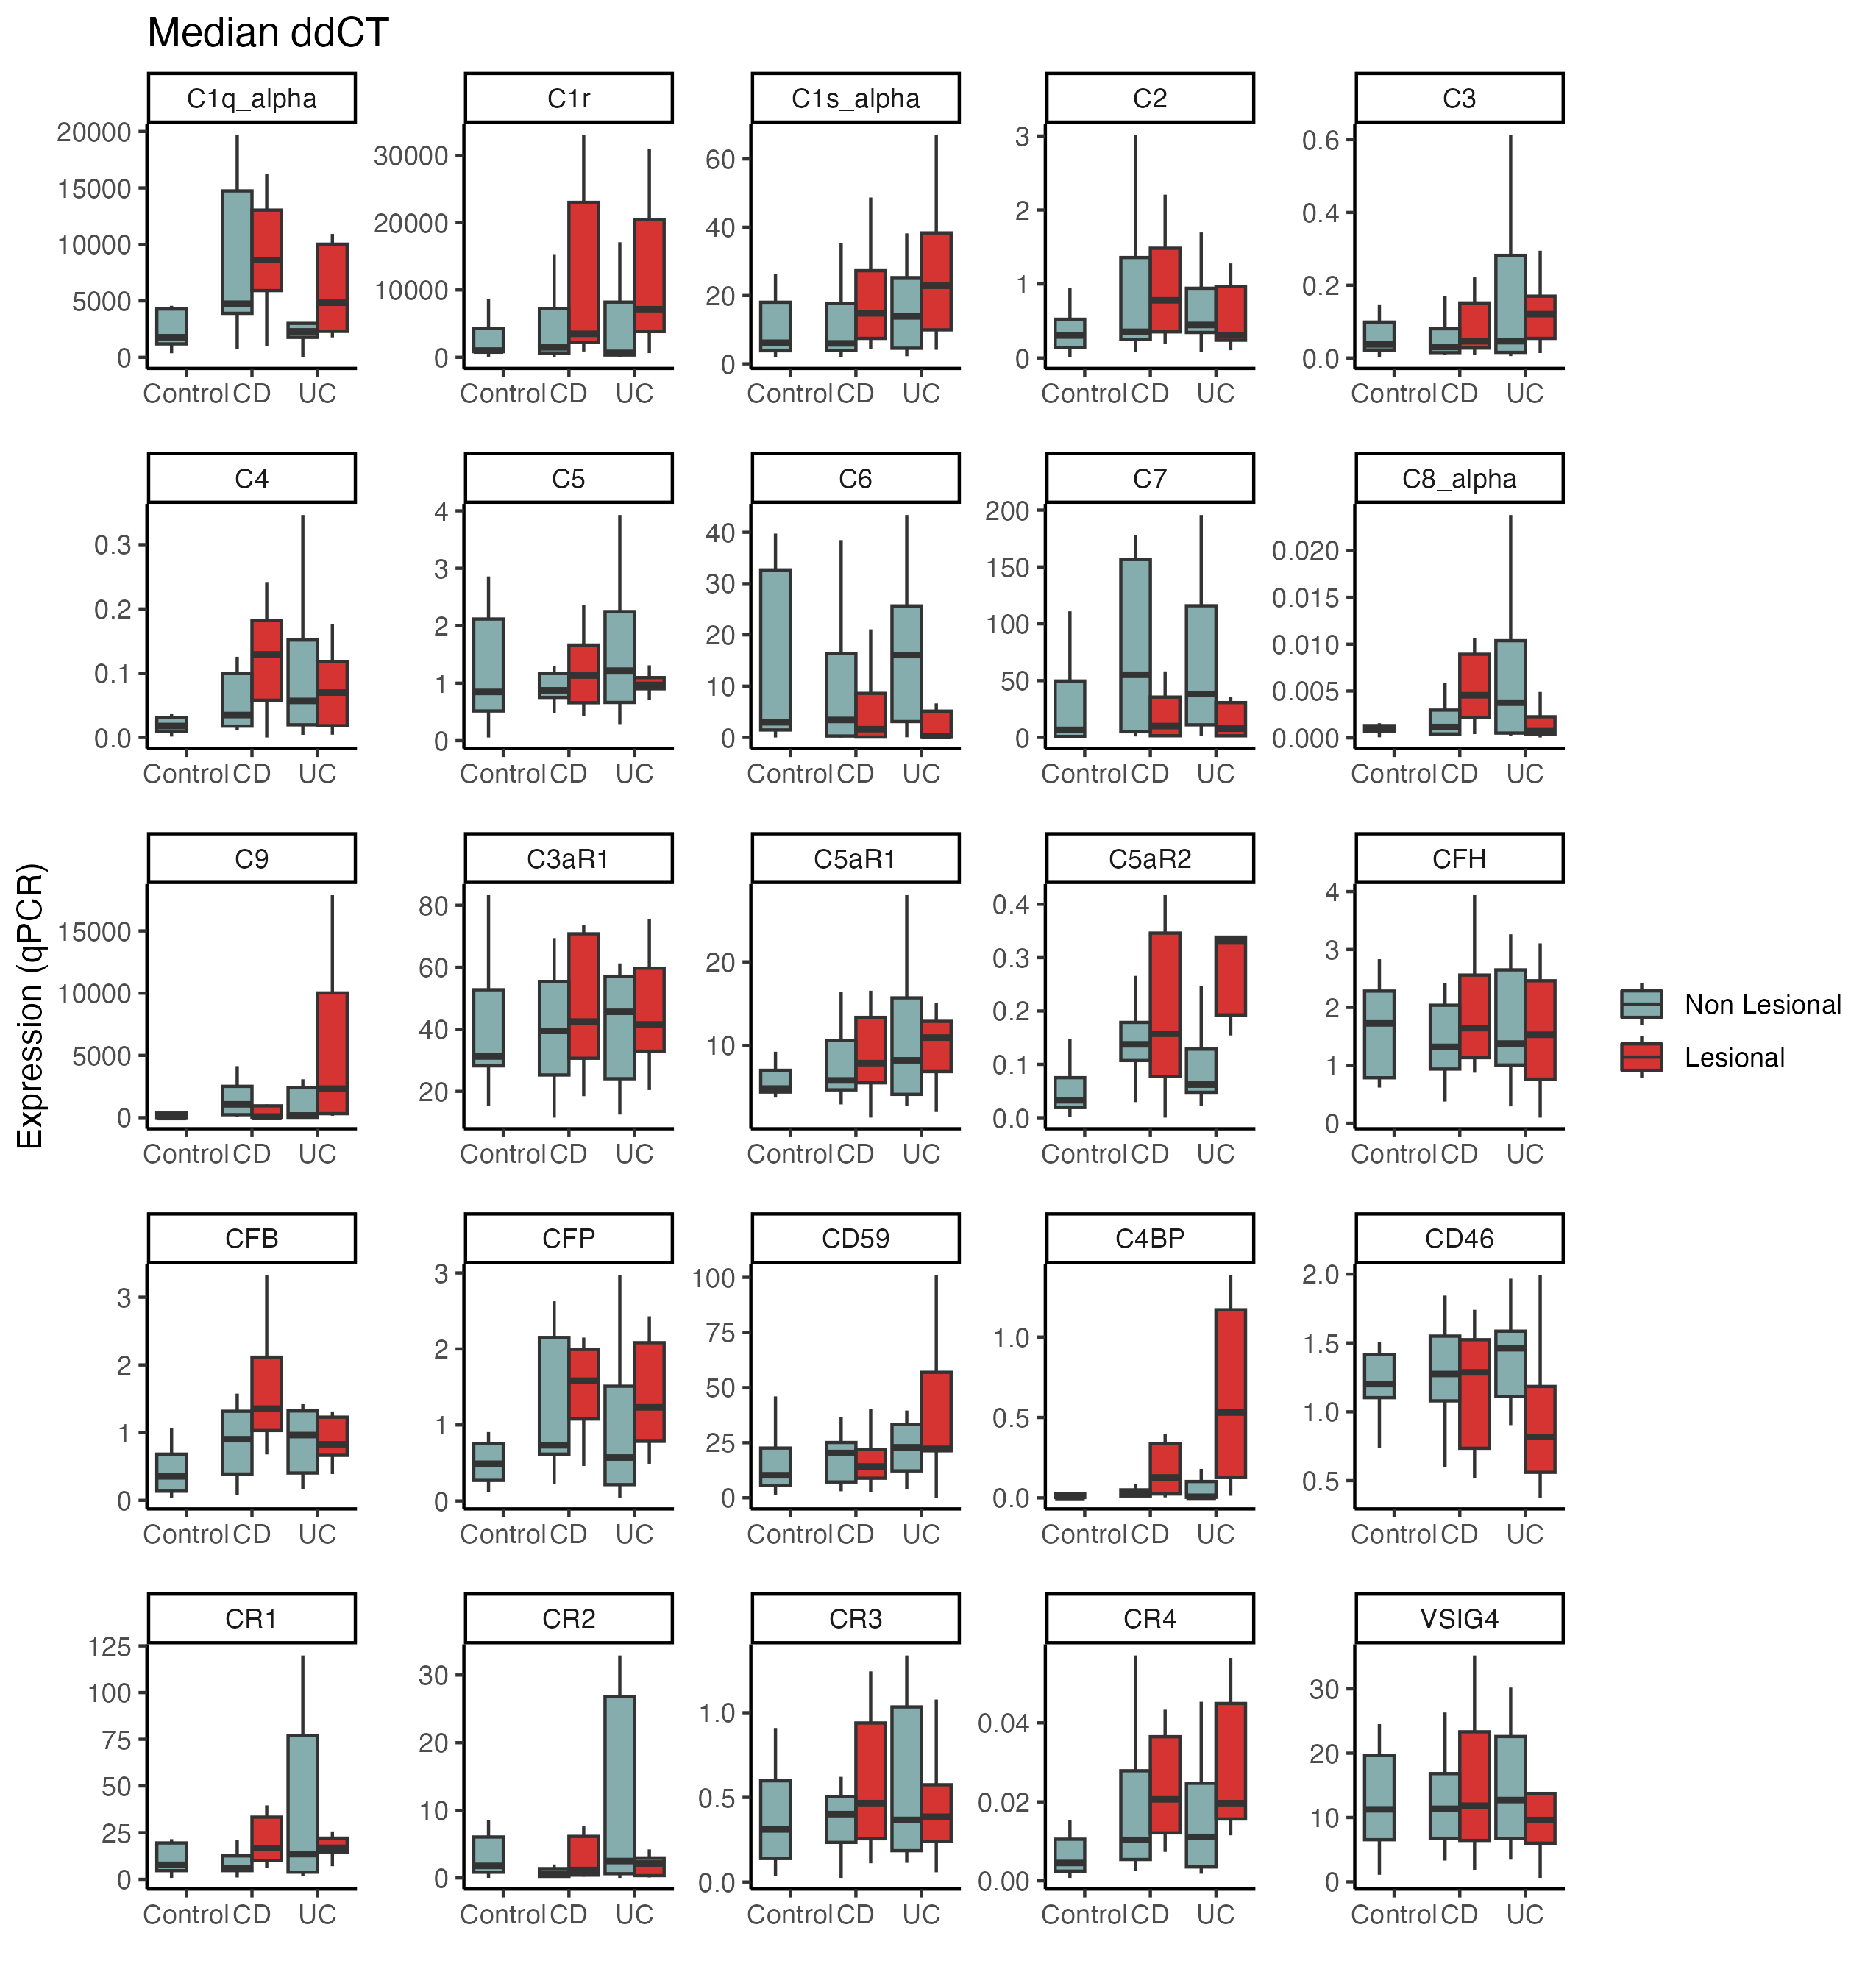 Median ddCT
C1q_alpha C1r C1s_alpha C2 C3
20000 15000 10000 5000 0
30000 20000 10000 0
60 40 20 0
3 2 1 0
0.6 0.4 0.2 0.0
Control CD UC Control CD UC Control CD UC Control CD UC Control CD UC
C4 C5 C6 C7 C8_alpha
0.3 0.2 0.1 0.0
4 3 2 1 0
40 30 20 10 0
200 150 100 50 0
0.020 0.015 0.010 0.005 0.000
Control CD UC Control CD UC Control CD UC Control CD UC Control CD UC
Expression (qPCR)
C9 C3aR1 C5aR1 C5aR2 CFH
15000 10000 5000 0
80 60 40 20
20 10
0.4 0.3 0.2 0.1 0.0
4 3 2 1 0
Control CD UC Control CD UC Control CD UC Control CD UC Control CD UC
Non Lesional
Lesional
CFB CFP CD59 C4BP CD46
3 2 1 0
3 2 1 0
100 75 50 25 0
1.0 0.5 0.0
2.0 1.5 1.0 0.5
Control CD UC Control CD UC Control CD UC Control CD UC Control CD UC
CR1 CR2 CR3 CR4 VSIG4
125 100 75 50 25 0
30 20 10 0
1.0 0.5 0.0
0.04 0.02 0.00
30 20 10 0
Control CD UC Control CD UC Control CD UC Control CD UC Control CD UC